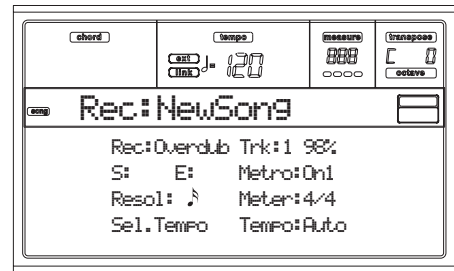 chord tempo measure transpose
ext link ♩= 120 888 C 0
octave
song Rec:NewSong
Rec:Overdub Trk:1 98%
S: E: Metro:On1
Resol: 𝅘𝅥𝅯 Meter:4/4
Sel.Tempo Tempo:Auto